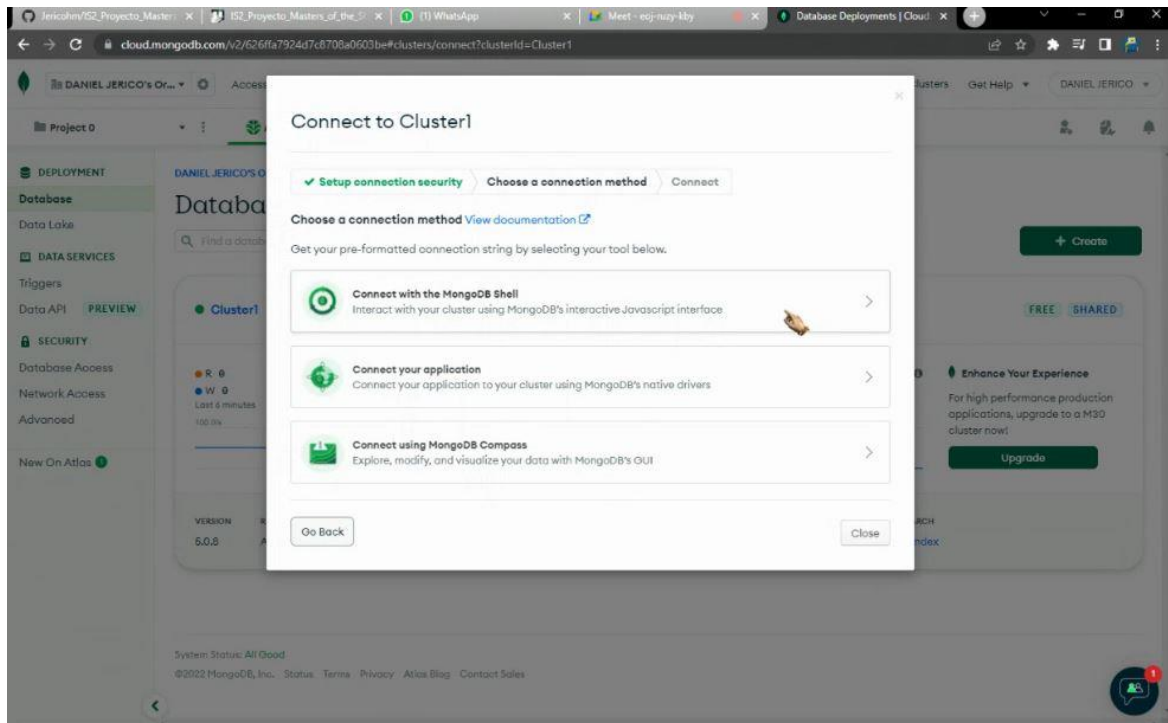 Jericohm/IS2_Proyecto_Master
IS2_Proyecto_Masters_of_the_S
(1) WhatsApp
Meet - eoj-nuzy-kby
Database Deployments | Cloud
cloud.mongodb.com/v2/626ffa7924d7c8708a0603be#clusters/connect?clusterId=Cluster1
DANIEL JERICO's Or...
Access
lusters
Get Help
DANIEL JERICO
Project 0
Connect to Cluster1
DEPLOYMENT
Database
Data Lake
DATA SERVICES
Triggers
Data API PREVIEW
SECURITY
Database Access
Network Access
Advanced
New On Atlas 1
DANIEL JERICO'S O
Databa
Find a datab
Cluster1
R 0
W 0
Last 6 minutes
100.0/s
VERSION
5.0.8
Setup connection security
Choose a connection method
Connect
Choose a connection method View documentation
Get your pre-formatted connection string by selecting your tool below.
Connect with the MongoDB Shell
Interact with your cluster using MongoDB's interactive Javascript interface
Connect your application
Connect your application to your cluster using MongoDB's native drivers
Connect using MongoDB Compass
Explore, modify, and visualize your data with MongoDB's GUI
Go Back
Close
+ Create
FREE SHARED
Enhance Your Experience
For high performance production
applications, upgrade to a M30
cluster now!
Upgrade
ARCH
ndex
System Status: All Good
©2022 MongoDB, Inc. Status Terms Privacy Atlas Blog Contact Sales
1